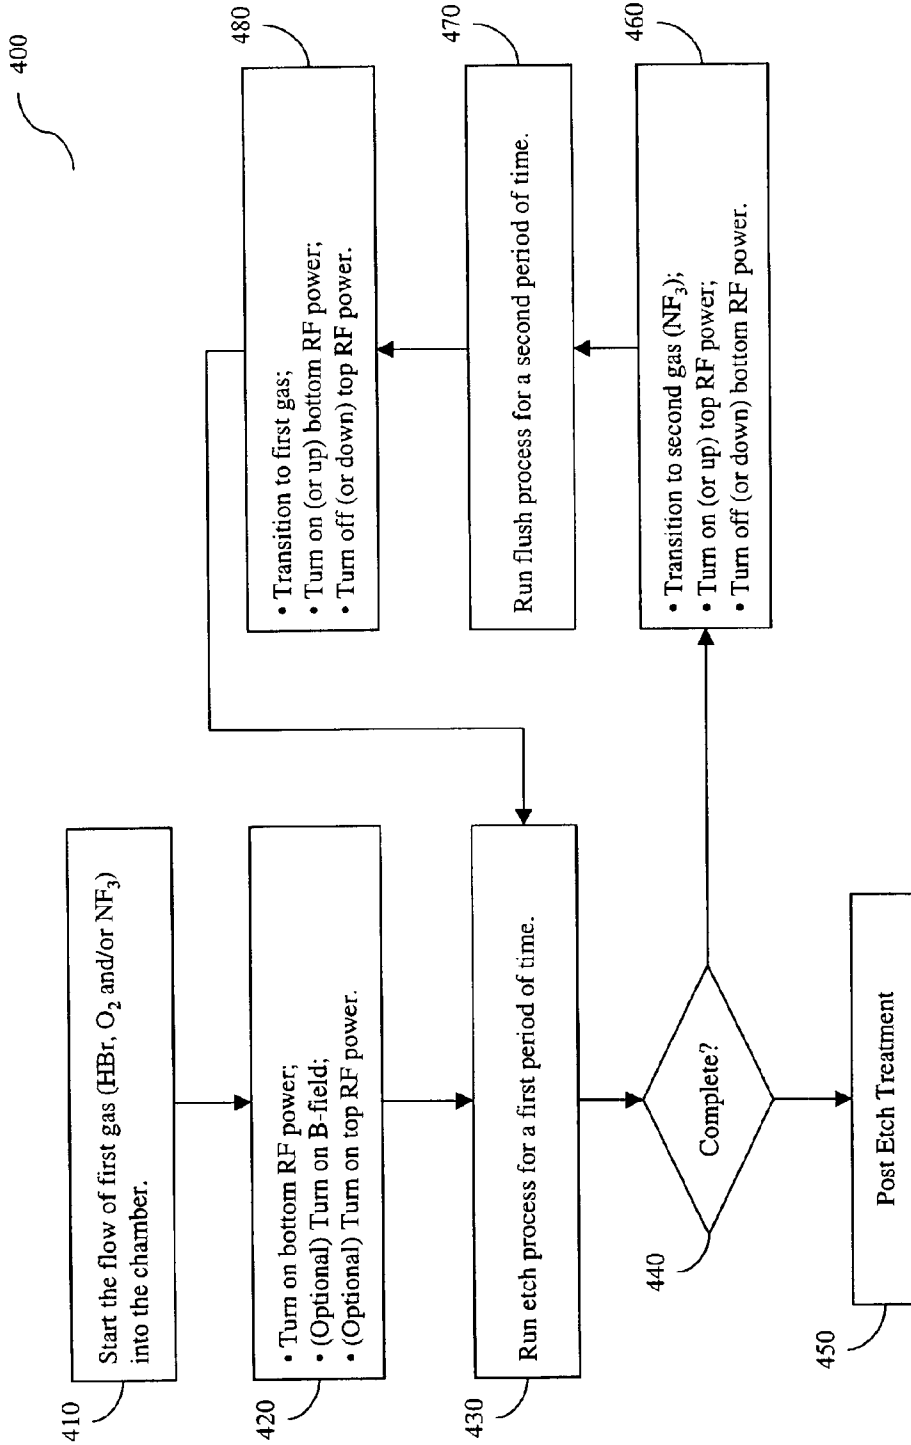 400
410
Start the flow of first gas (HBr, O₂ and/or NF₃)
into the chamber.
420
• Turn on bottom RF power;
• (Optional) Turn on B-field;
• (Optional) Turn on top RF power.
430
Run etch process for a first period of time.
440
Complete?
450
Post Etch Treatment
480
• Transition to first gas;
• Turn on (or up) bottom RF power;
• Turn off (or down) top RF power.
470
Run flush process for a second period of time.
460
• Transition to second gas (NF₃);
• Turn on (or up) top RF power;
• Turn off (or down) bottom RF power.